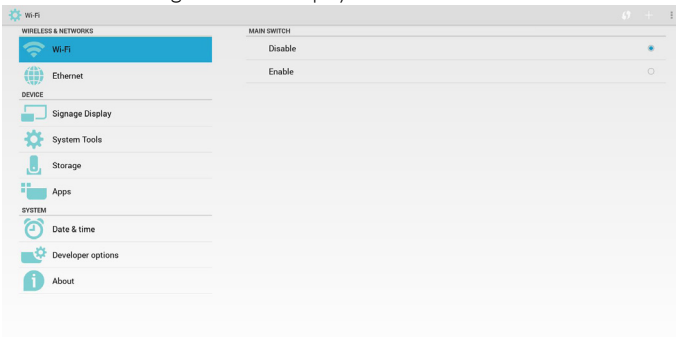 Wi-Fi
WIRELESS & NETWORKS
Wi-Fi
Ethernet
DEVICE
Signage Display
System Tools
Storage
Apps
SYSTEM
Date & time
Developer options
About
MAIN SWITCH
Disable
Enable